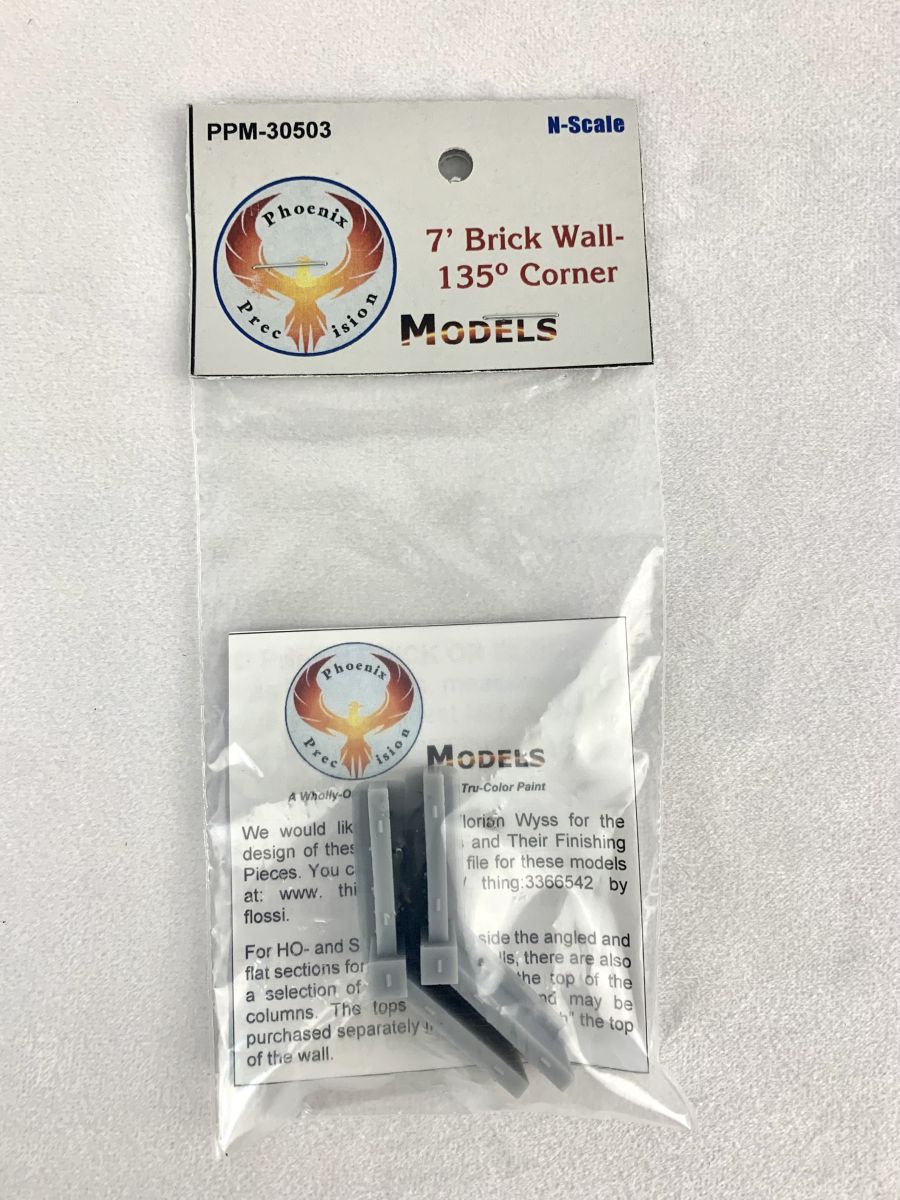 PPM-30503
N-Scale
Phoenix
Precision
7' Brick Wall-
135º Corner
MODELS
Phoenix
Precision
MODELS
A Wholly-O Tru-Color Paint
We would lik lorian Wyss for the
design of thes and Their Finishing
Pieces. You c file for these models
at: www. thi thing:3366542 by
flossi.
For HO- and S side the angled and
flat sections for lls, there are also
a selection of the top of the
columns. The tops nd may be
purchased separately the top
of the wall.